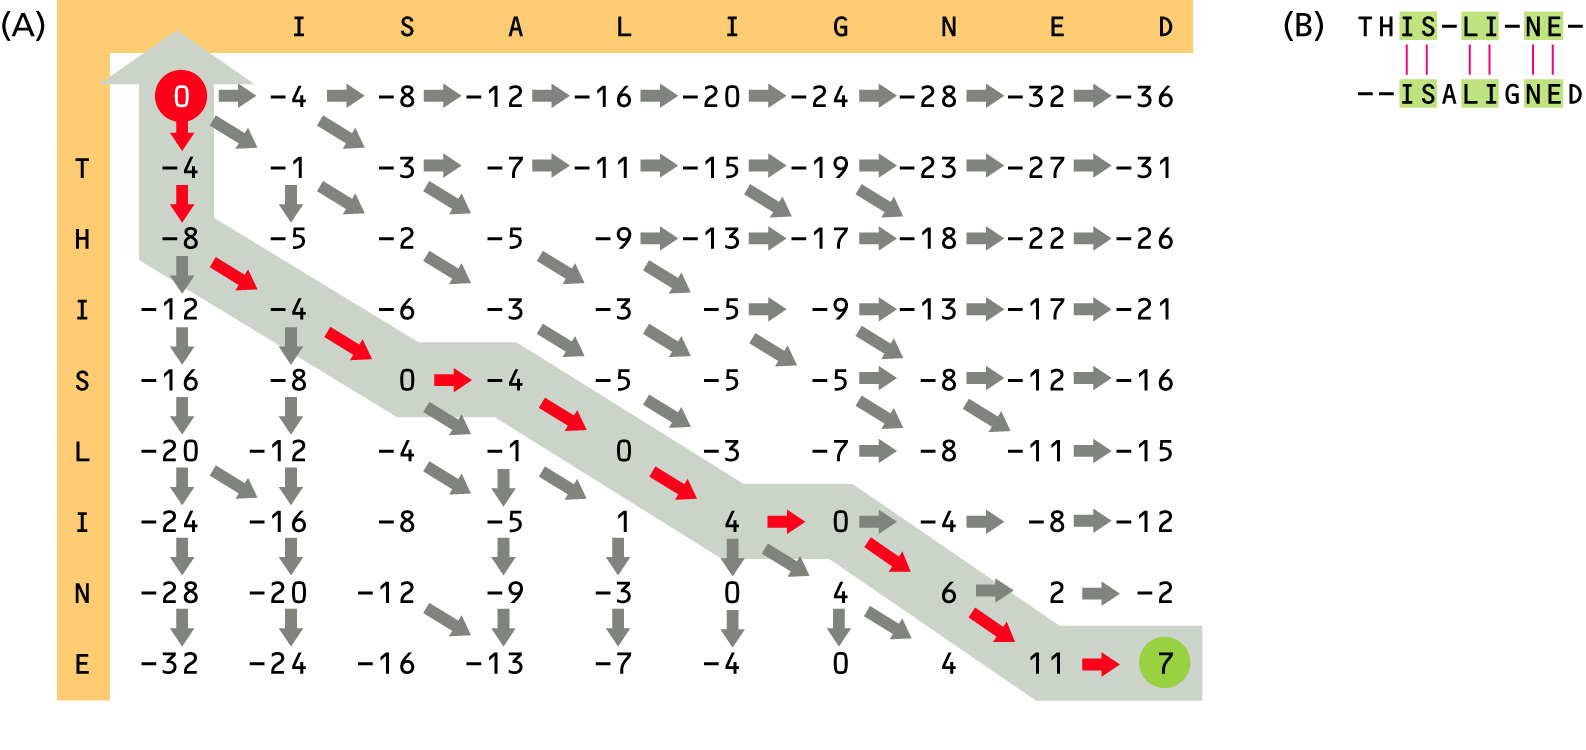 (A) I S A L I G N E D
0 −4 −8 −12 −16 −20 −24 −28 −32 −36
T −4 −1 −3 −7 −11 −15 −19 −23 −27 −31
H −8 −5 −2 −5 −9 −13 −17 −18 −22 −26
I −12 −4 −6 −3 −3 −5 −9 −13 −17 −21
S −16 −8 0 −4 −5 −5 −5 −8 −12 −16
L −20 −12 −4 −1 0 −3 −7 −8 −11 −15
I −24 −16 −8 −5 1 4 0 −4 −8 −12
N −28 −20 −12 −9 −3 0 4 6 2 −2
E −32 −24 −16 −13 −7 −4 0 4 11 7
(B) THIS–LI–NE–
––ISALIGNED